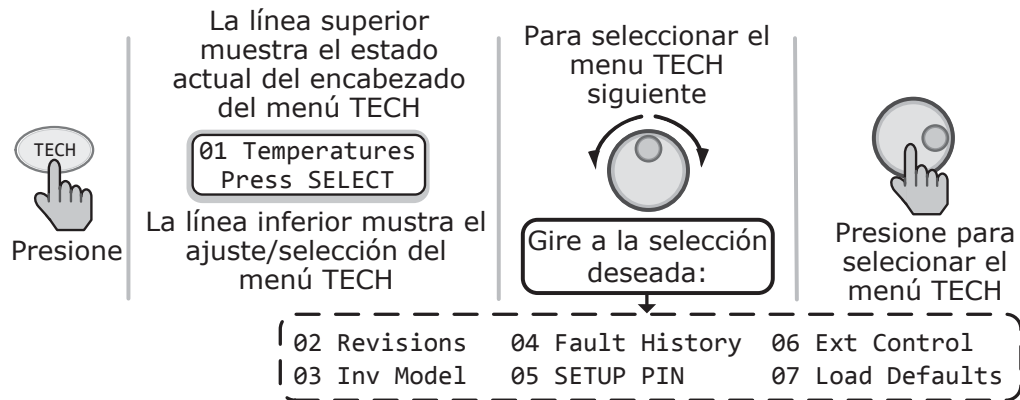 TECH
Presione
La línea superior
muestra el estado
actual del encabezado
del menú TECH
01 Temperatures
Press SELECT
La línea inferior mustra el
ajuste/selección del
menú TECH
Para seleccionar el
menu TECH
siguiente
Gire a la selección
deseada:
Presione para
selecionar el
menú TECH
02 Revisions 04 Fault History 06 Ext Control
03 Inv Model 05 SETUP PIN 07 Load Defaults